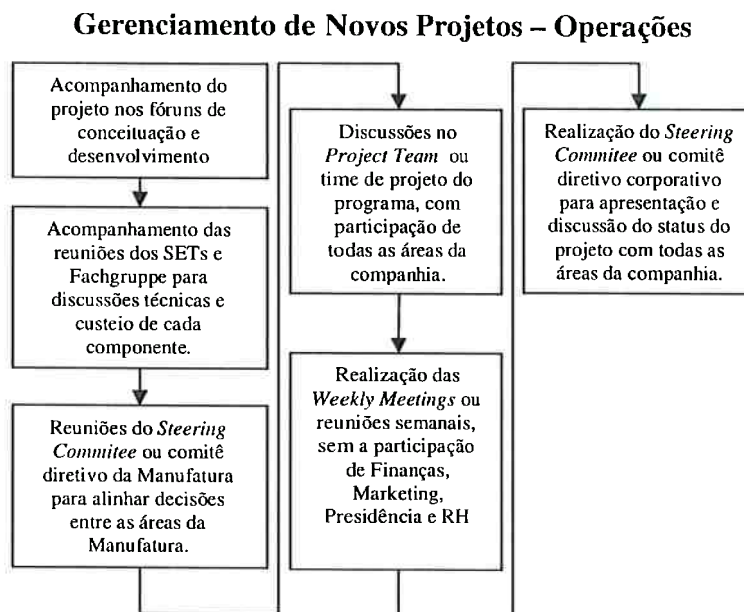 Gerenciamento de Novos Projetos – Operações
Acompanhamento do
projeto nos fóruns de
conceituação e
desenvolvimento
Acompanhamento das
reuniões dos SETs e
Fachgruppe para
discussões técnicas e
custeio de cada
componente.
Reuniões do Steering
Commitee ou comitê
diretivo da Manufatura
para alinhar decisões
entre as áreas da
Manufatura.
Discussões no
Project Team ou
time de projeto do
programa, com
participação de
todas as áreas da
companhia.
Realização das
Weekly Meetings ou
reuniões semanais,
sem a participação
de Finanças,
Marketing,
Presidência e RH
Realização do Steering
Commitee ou comitê
diretivo corporativo
para apresentação e
discussão do status do
projeto com todas as
áreas da companhia.